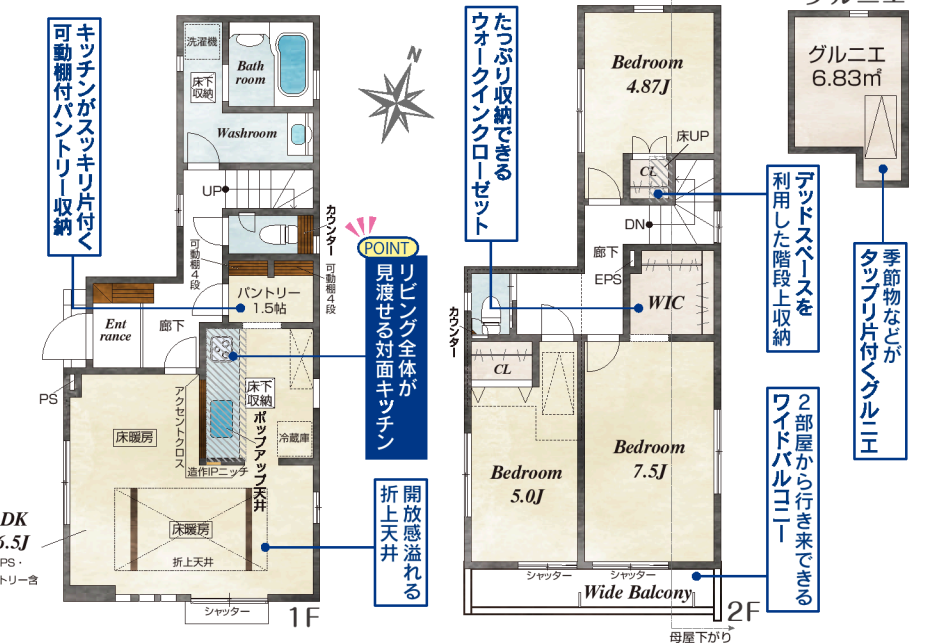 キッチンがスッキリ片付く
可動棚付パントリー収納
洗濯機
床下
収納
Bath
room
Washroom
N
UP
可動棚4段
カウンター
可動棚4段
パントリー
1.5帖
Ent
rance
廊下
PS
POINT
リビング全体が
見渡せる対面キッチン
床下
収納
冷蔵庫
アクセントクロス
ポップアップ天井
造作IPニッチ
床暖房
床暖房
折上天井
開放感溢れる
折上天井
DK
6.5J
PS・
トリー含
シャッター
1F
たっぷり収納できる
ウォークインクローゼット
Bedroom
4.87J
床UP
CL
DN
廊下
EPS
WIC
カウンター
CL
Bedroom
5.0J
Bedroom
7.5J
シャッター
シャッター
Wide Balcony
2F
母屋下がり
グルニエ
グルニエ
6.83㎡
デッドスペースを
利用した階段上収納
季節物などが
タップリ片付くグルニエ
2部屋から行き来できる
ワイドバルコニー